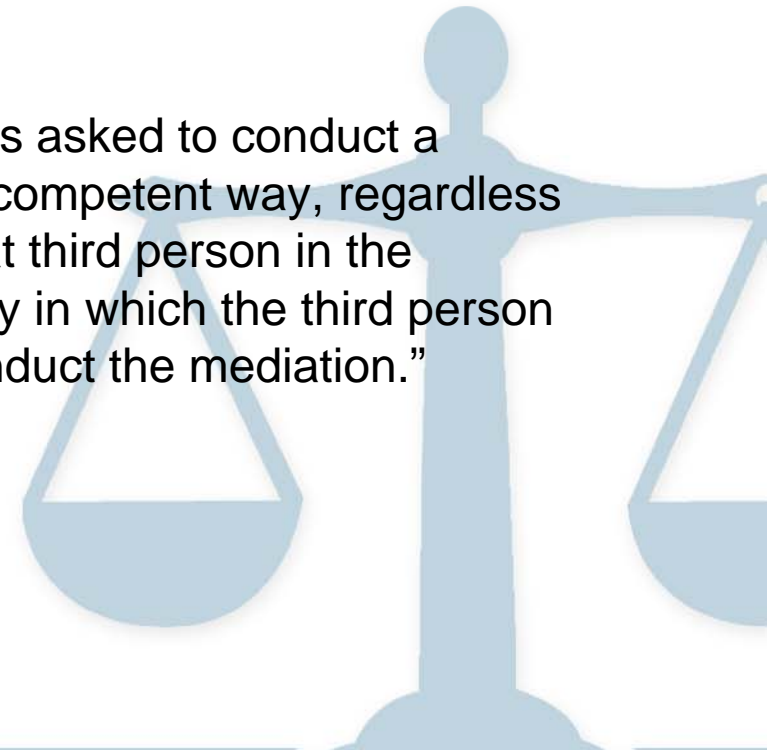 s asked to conduct a
competent way, regardless
t third person in the
y in which the third person
nduct the mediation.”